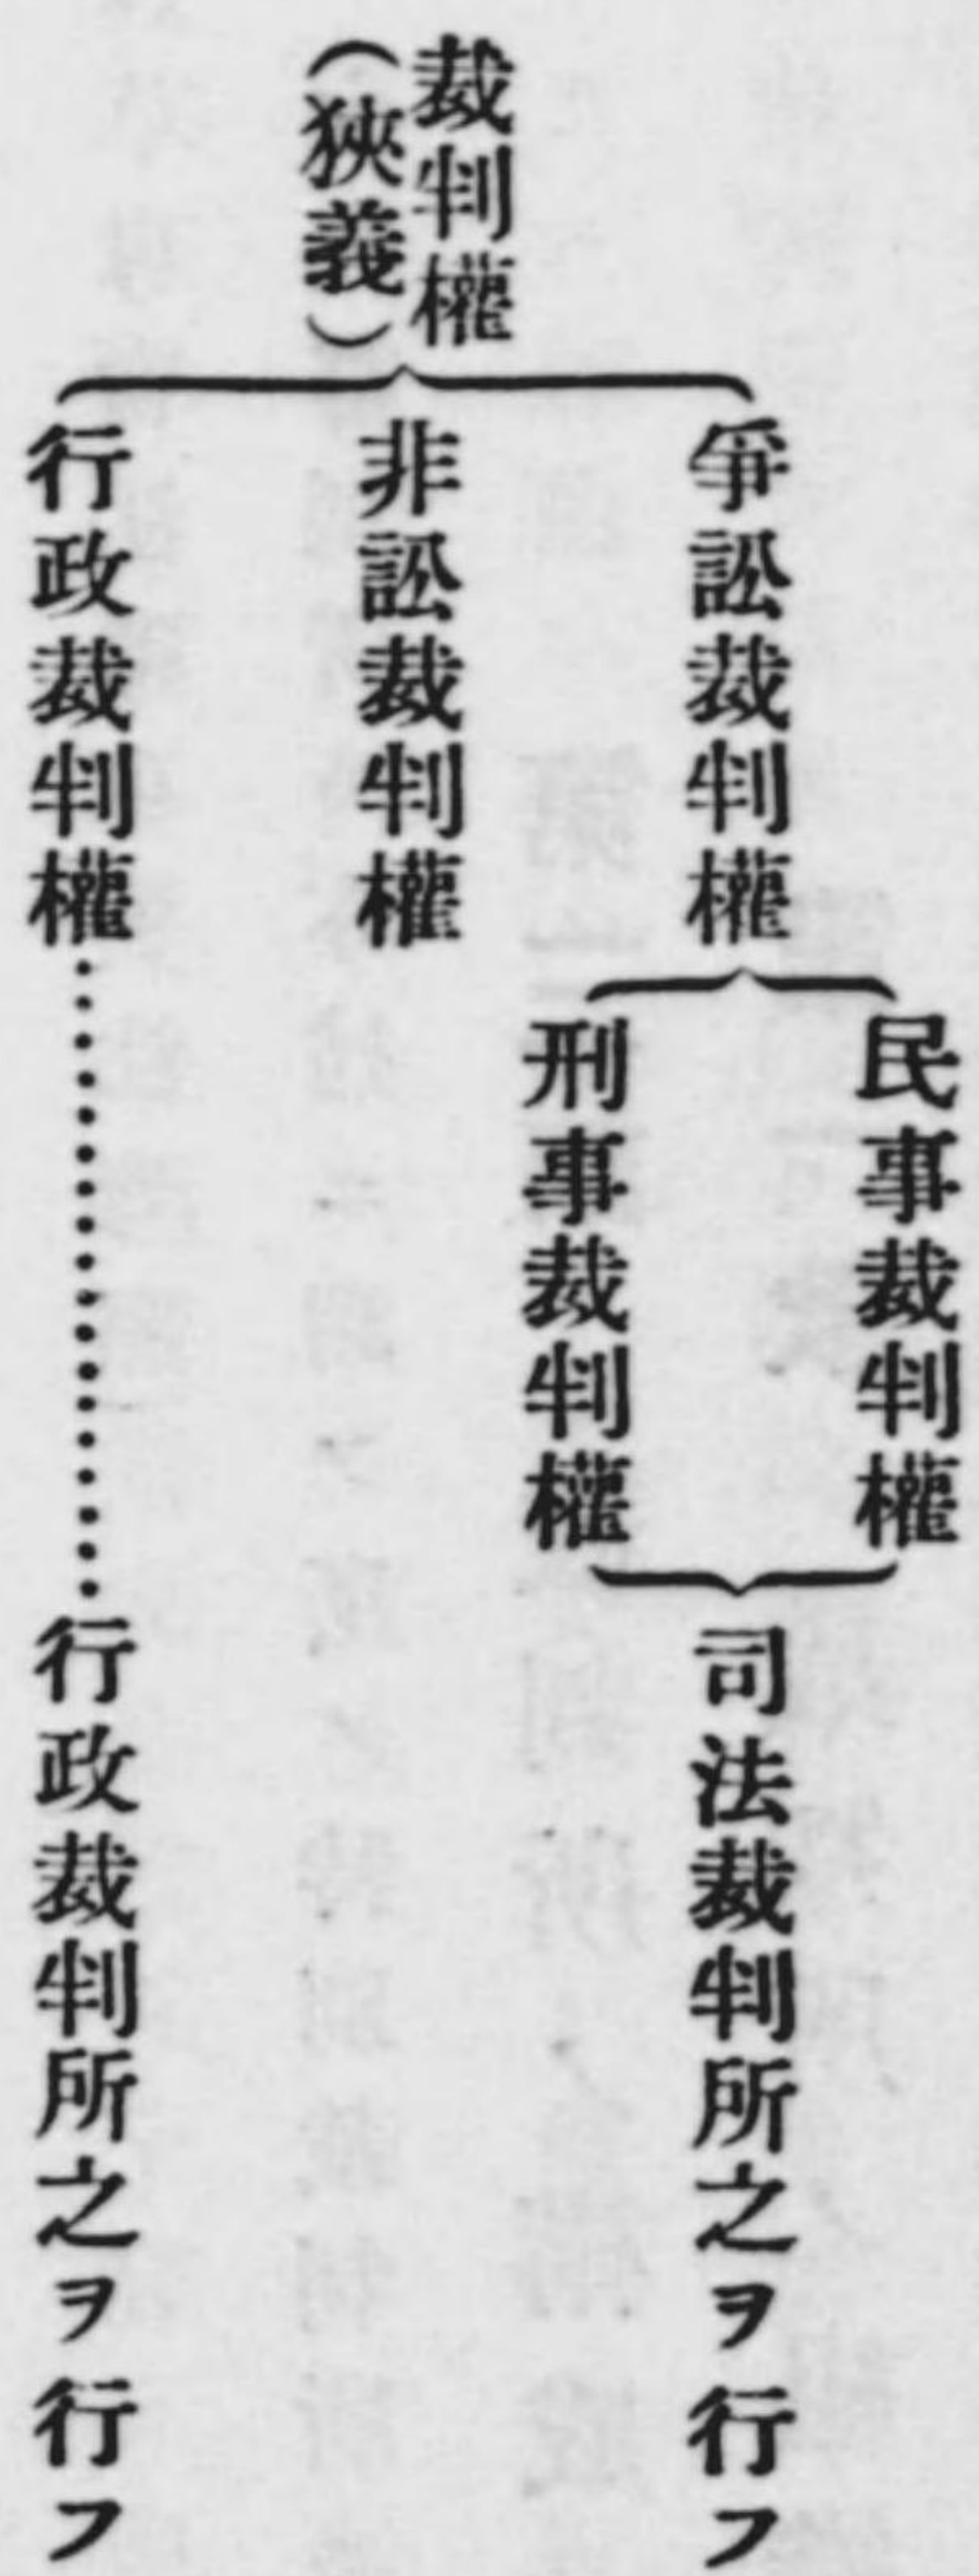 裁判權
（狹義）
爭訟裁判權
民事裁判權
刑事裁判權
司法裁判所之ヲ行フ
非訟裁判權
行政裁判權………………行政裁判所之ヲ行フ